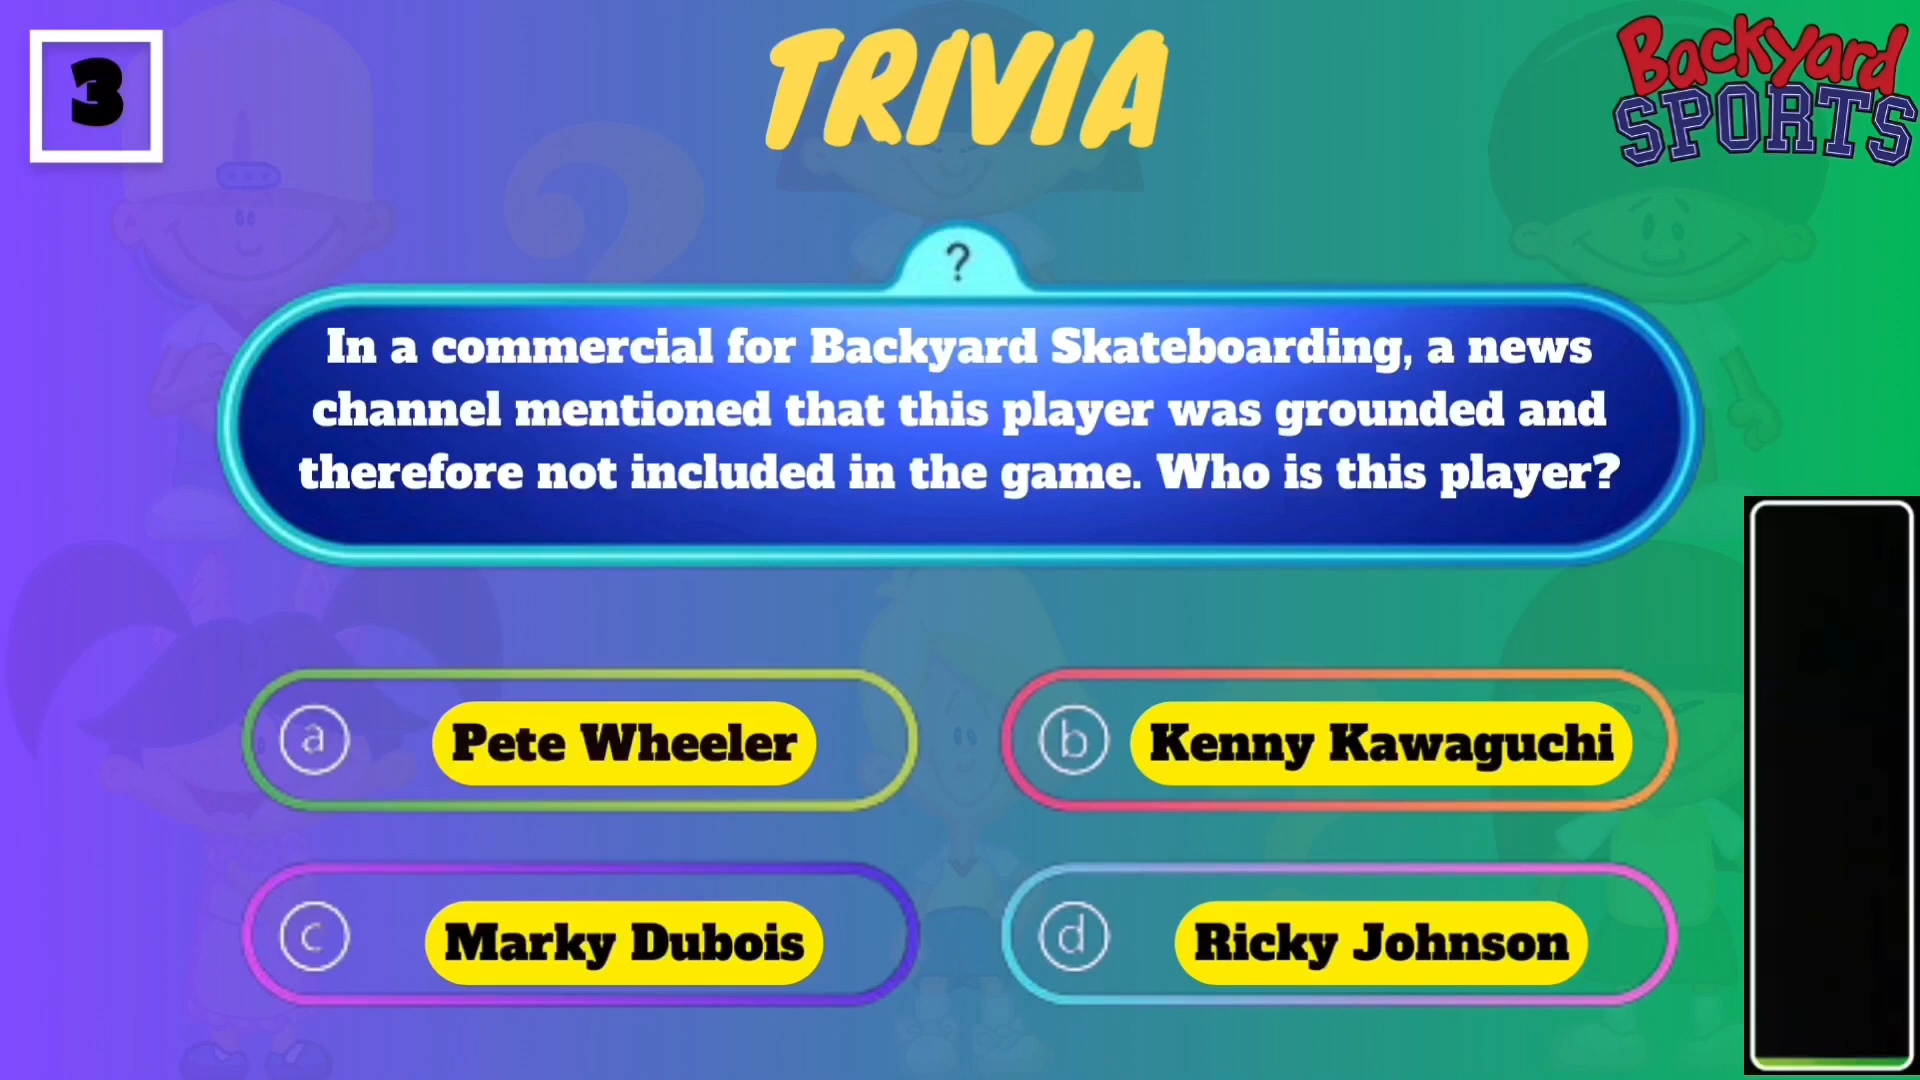 3
TRIVIA
Backyard
SPORTS
?
In a commercial for Backyard Skateboarding, a news
channel mentioned that this player was grounded and
therefore not included in the game. Who is this player?
a Pete Wheeler
b Kenny Kawaguchi
c Marky Dubois
d Ricky Johnson